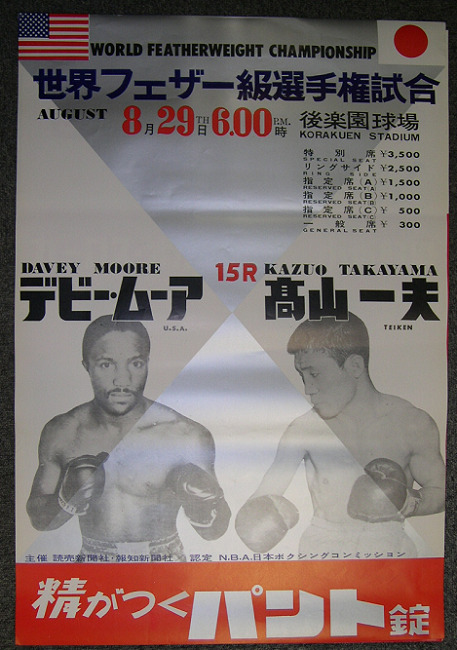 WORLD FEATHERWEIGHT CHAMPIONSHIP
世界フェザー級選手権試合
AUGUST 8月29TH日 6.00P.M.時
後楽園球場
KORAKUEN STADIUM
特別席 ¥3,500
SPECIAL SEAT
リングサイド ¥2,500
RING SIDE
指定席(A) ¥1,500
RESERVED SEAT:A
指定席(B) ¥1,000
RESERVED SEAT:B
指定席(C) ¥ 500
RESERVED SEAT:C
一般席 ¥ 300
GENERAL SEAT
DAVEY MOORE 15R KAZUO TAKAYAMA
デビー・ムーア 髙山一夫
U.S.A. TEIKEN
主催 読売新聞社・報知新聞社 認定 N.B.A.日本ボクシングコミッション
精がつくパント錠